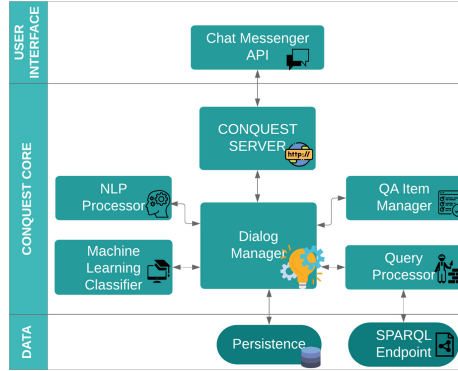 USER
INTERFACE
Chat Messenger
API
CONQUEST CORE
CONQUEST
SERVER
http://
NLP
Processor
QA Item
Manager
Dialog
Manager
Machine
Learning
Classifier
Query
Processor
DATA
Persistence
SPARQL
Endpoint